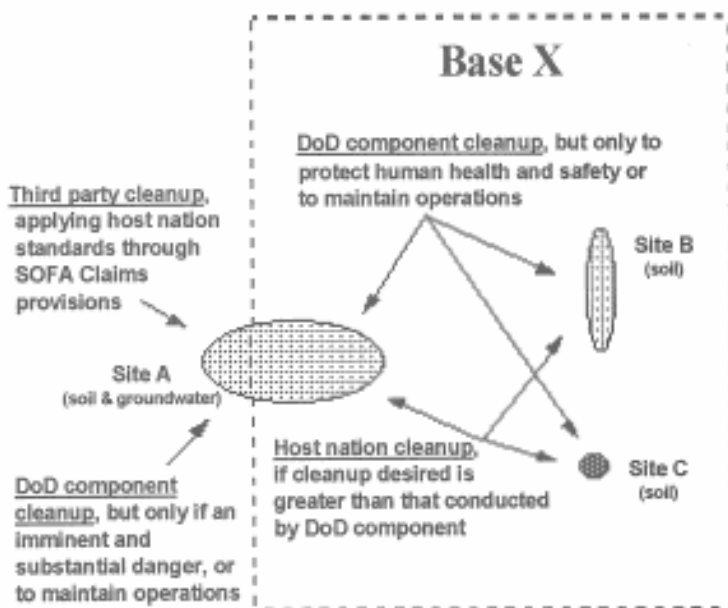 Base X
DoD component cleanup, but only to
protect human health and safety or
to maintain operations
Third party cleanup,
applying host nation
standards through
SOFA Claims
provisions
Site B
(soil)
Site A
(soil & groundwater)
Host nation cleanup,
if cleanup desired is
greater than that conducted
by DoD component
Site C
(soil)
DoD component
cleanup, but only if an
imminent and
substantial danger, or
to maintain operations